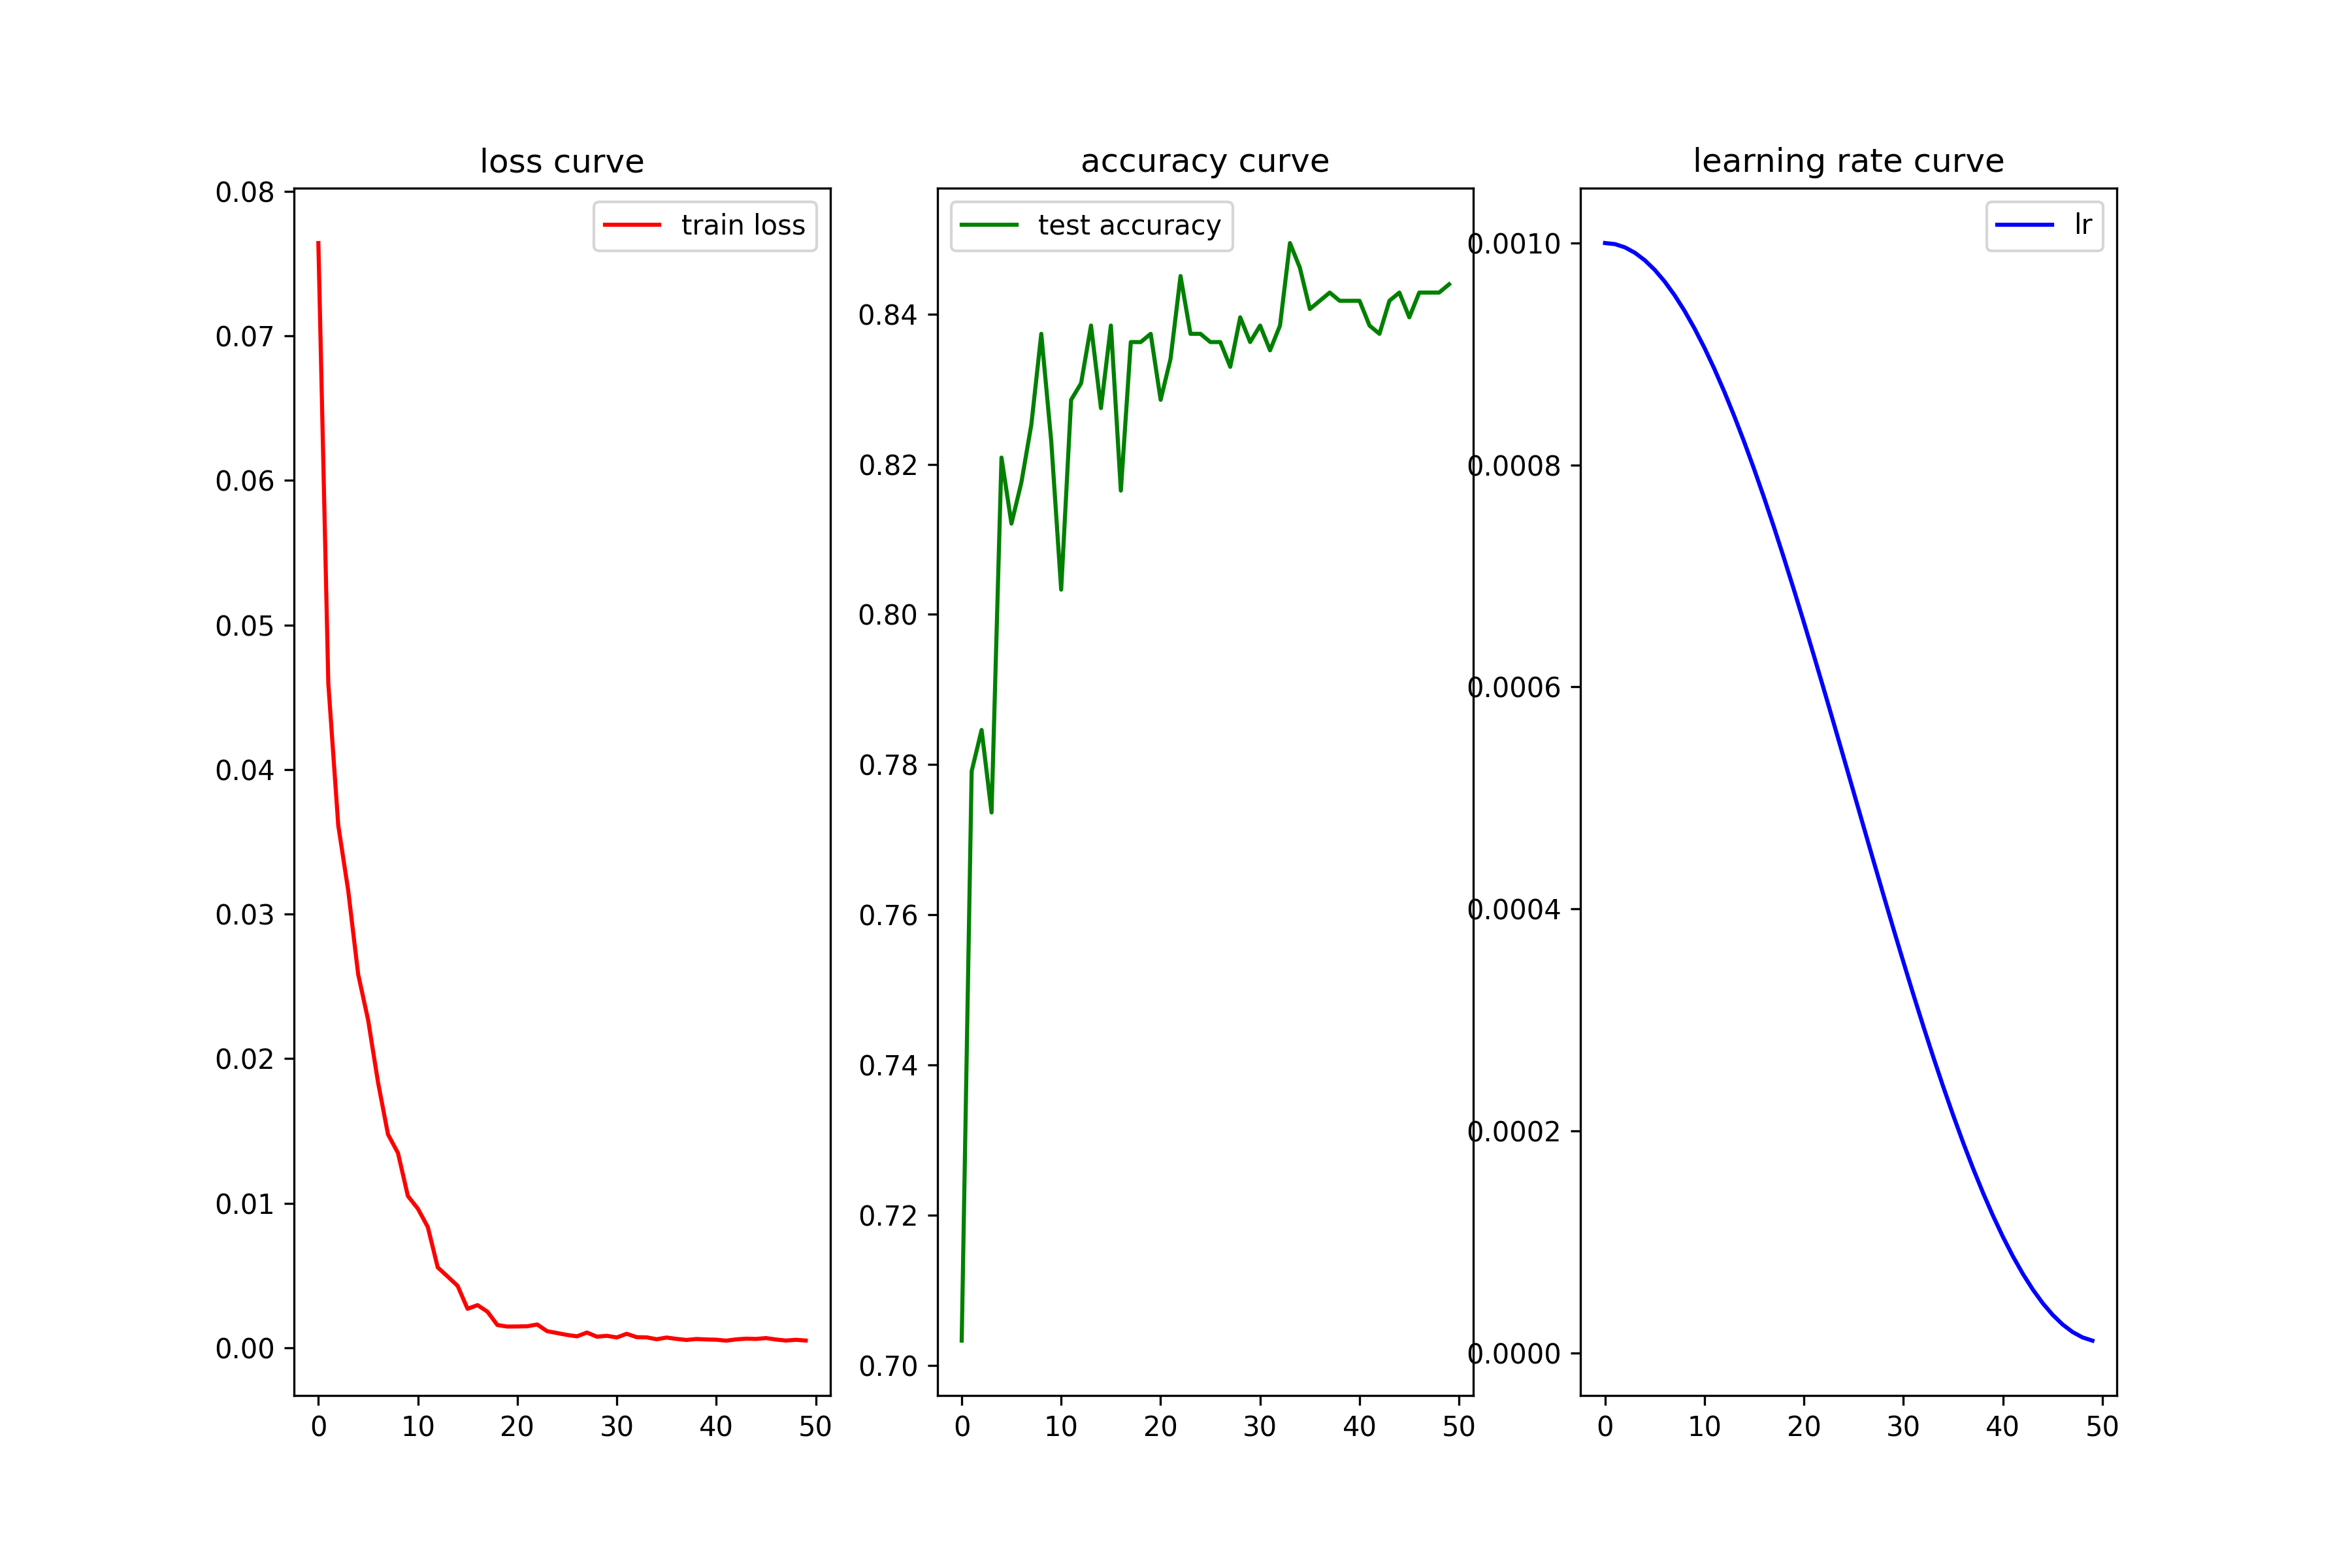 loss curve
train loss
0.08
0.07
0.06
0.05
0.04
0.03
0.02
0.01
0.00
0 10 20 30 40 50
accuracy curve
test accuracy
0.84
0.82
0.80
0.78
0.76
0.74
0.72
0.70
0 10 20 30 40 50
learning rate curve
lr
0.0010
0.0008
0.0006
0.0004
0.0002
0.0000
0 10 20 30 40 50